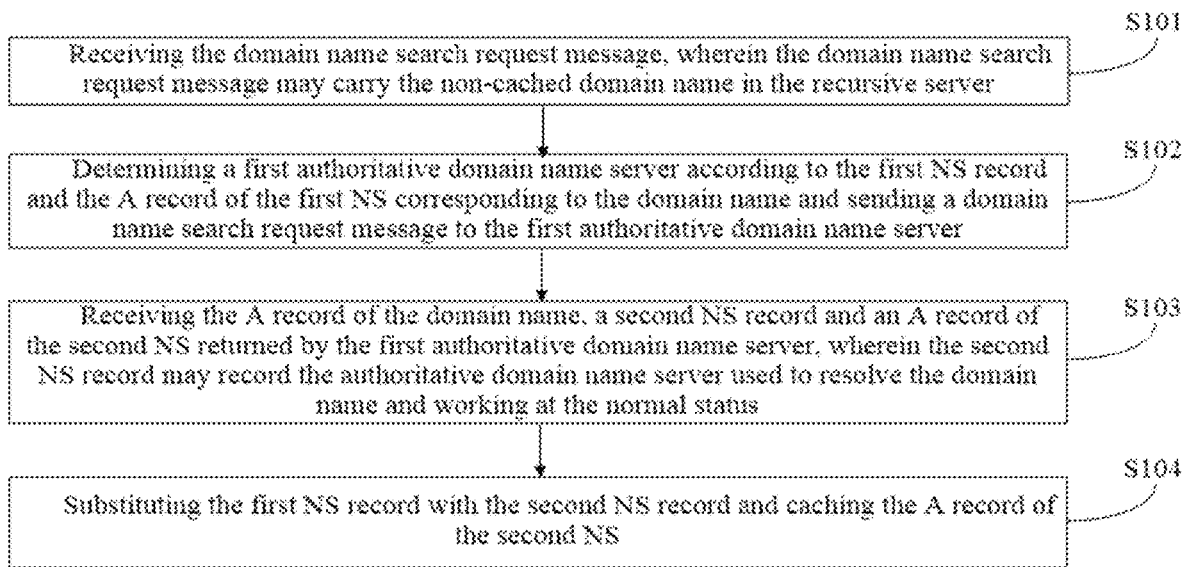 S101
Receiving the domain name search request message, wherein the domain name search
request message may carry the non-cached domain name in the recursive server
S102
Determining a first authoritative domain name server according to the first NS record
and the A record of the first NS corresponding to the domain name and sending a domain
name search request message to the first authoritative domain name server
S103
Receiving the A record of the domain name, a second NS record and an A record of
the second NS returned by the first authoritative domain name server, wherein the second
NS record may record the authoritative domain name server used to resolve the domain
name and working at the normal status
S104
Substituting the first NS record with the second NS record and caching the A record of
the second NS